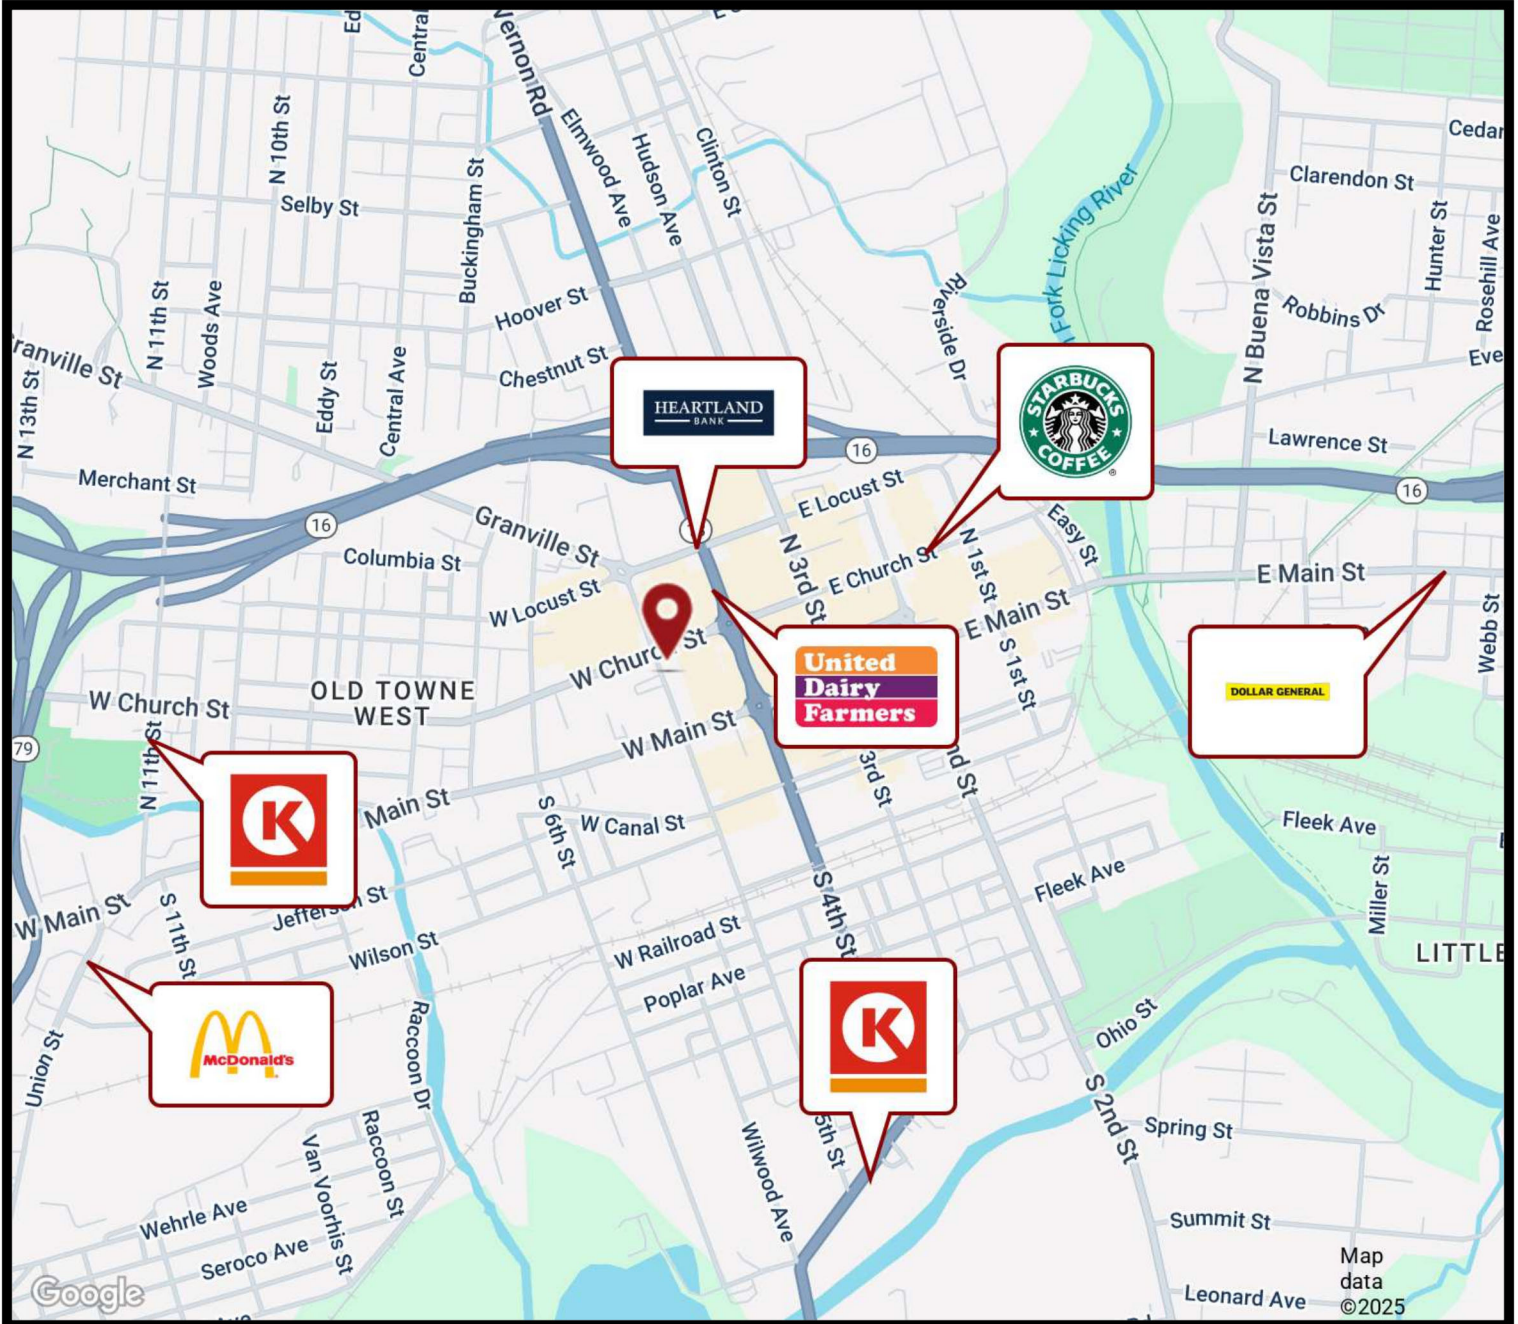 Central
Vernon Rd
Elmwood Ave
Hudson Ave
Clinton St
N 10th St
Selby St
Buckingham St
Hoover St
Chestnut St
N 11th St
Woods Ave
Granville St
N 13th St
Eddy St
Central Ave
Merchant St
16
Columbia St
Granville St
W Locust St
HEARTLAND
BANK
16
E Locust St
Riverside Dr
Fork Licking River
N Buena Vista St
Cedar
Clarendon St
Hunter St
Rosehill Ave
Robbins Dr
Eve
Lawrence St
16
STARBUCKS
COFFEE
®
Easy St
N 1st St
N 3rd St
E Church St
E Main St
E Main St
S 1st St
Webb St
DOLLAR GENERAL
United
Dairy
Farmers
W Church St
W Church St
OLD TOWNE
WEST
W Main St
79
N 11th St
K
Main St
S 6th St
W Canal St
3rd St
nd St
Fleek Ave
Fleek Ave
Miller St
LITTLE
W Main St
S 11th St
Jefferson St
Wilson St
W Railroad St
Poplar Ave
S 4th St
K
McDonald's
Union St
Raccoon Dr
Raccoon St
Van Voorhis St
Wehrle Ave
Seroco Ave
Wilwood Ave
5th St
Ohio St
S 2nd St
Spring St
Summit St
Leonard Ave
Google
Map
data
©2025